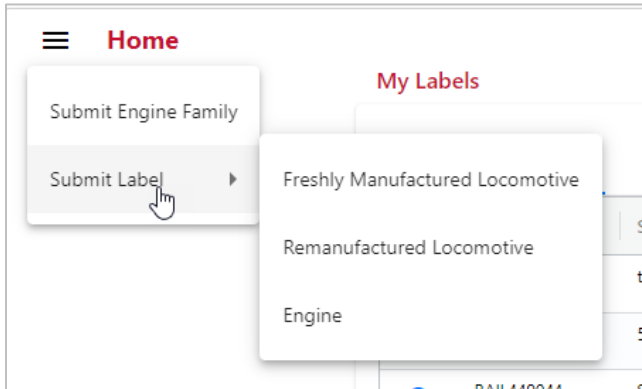 Home
My Labels
Submit Engine Family
Submit Label
Freshly Manufactured Locomotive
Remanufactured Locomotive
Engine